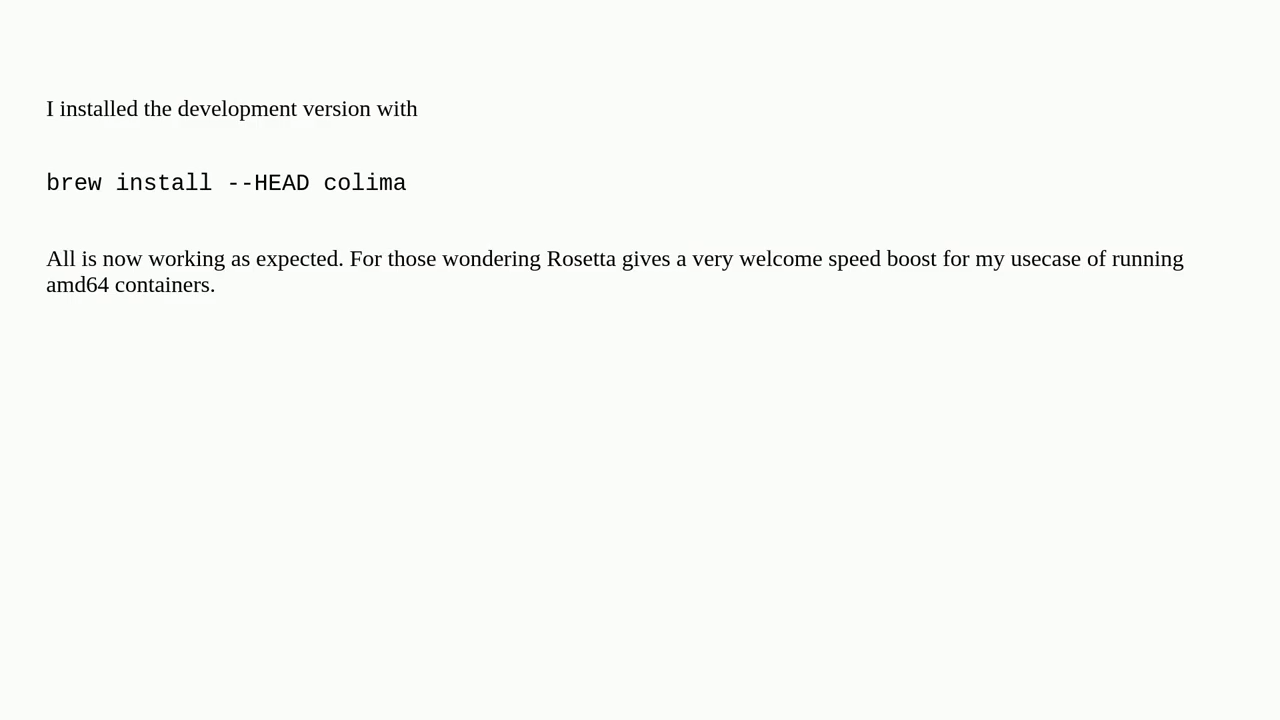 I installed the development version with
brew install --HEAD colima
All is now working as expected. For those wondering Rosetta gives a very welcome speed boost for my usecase of running
amd64 containers.